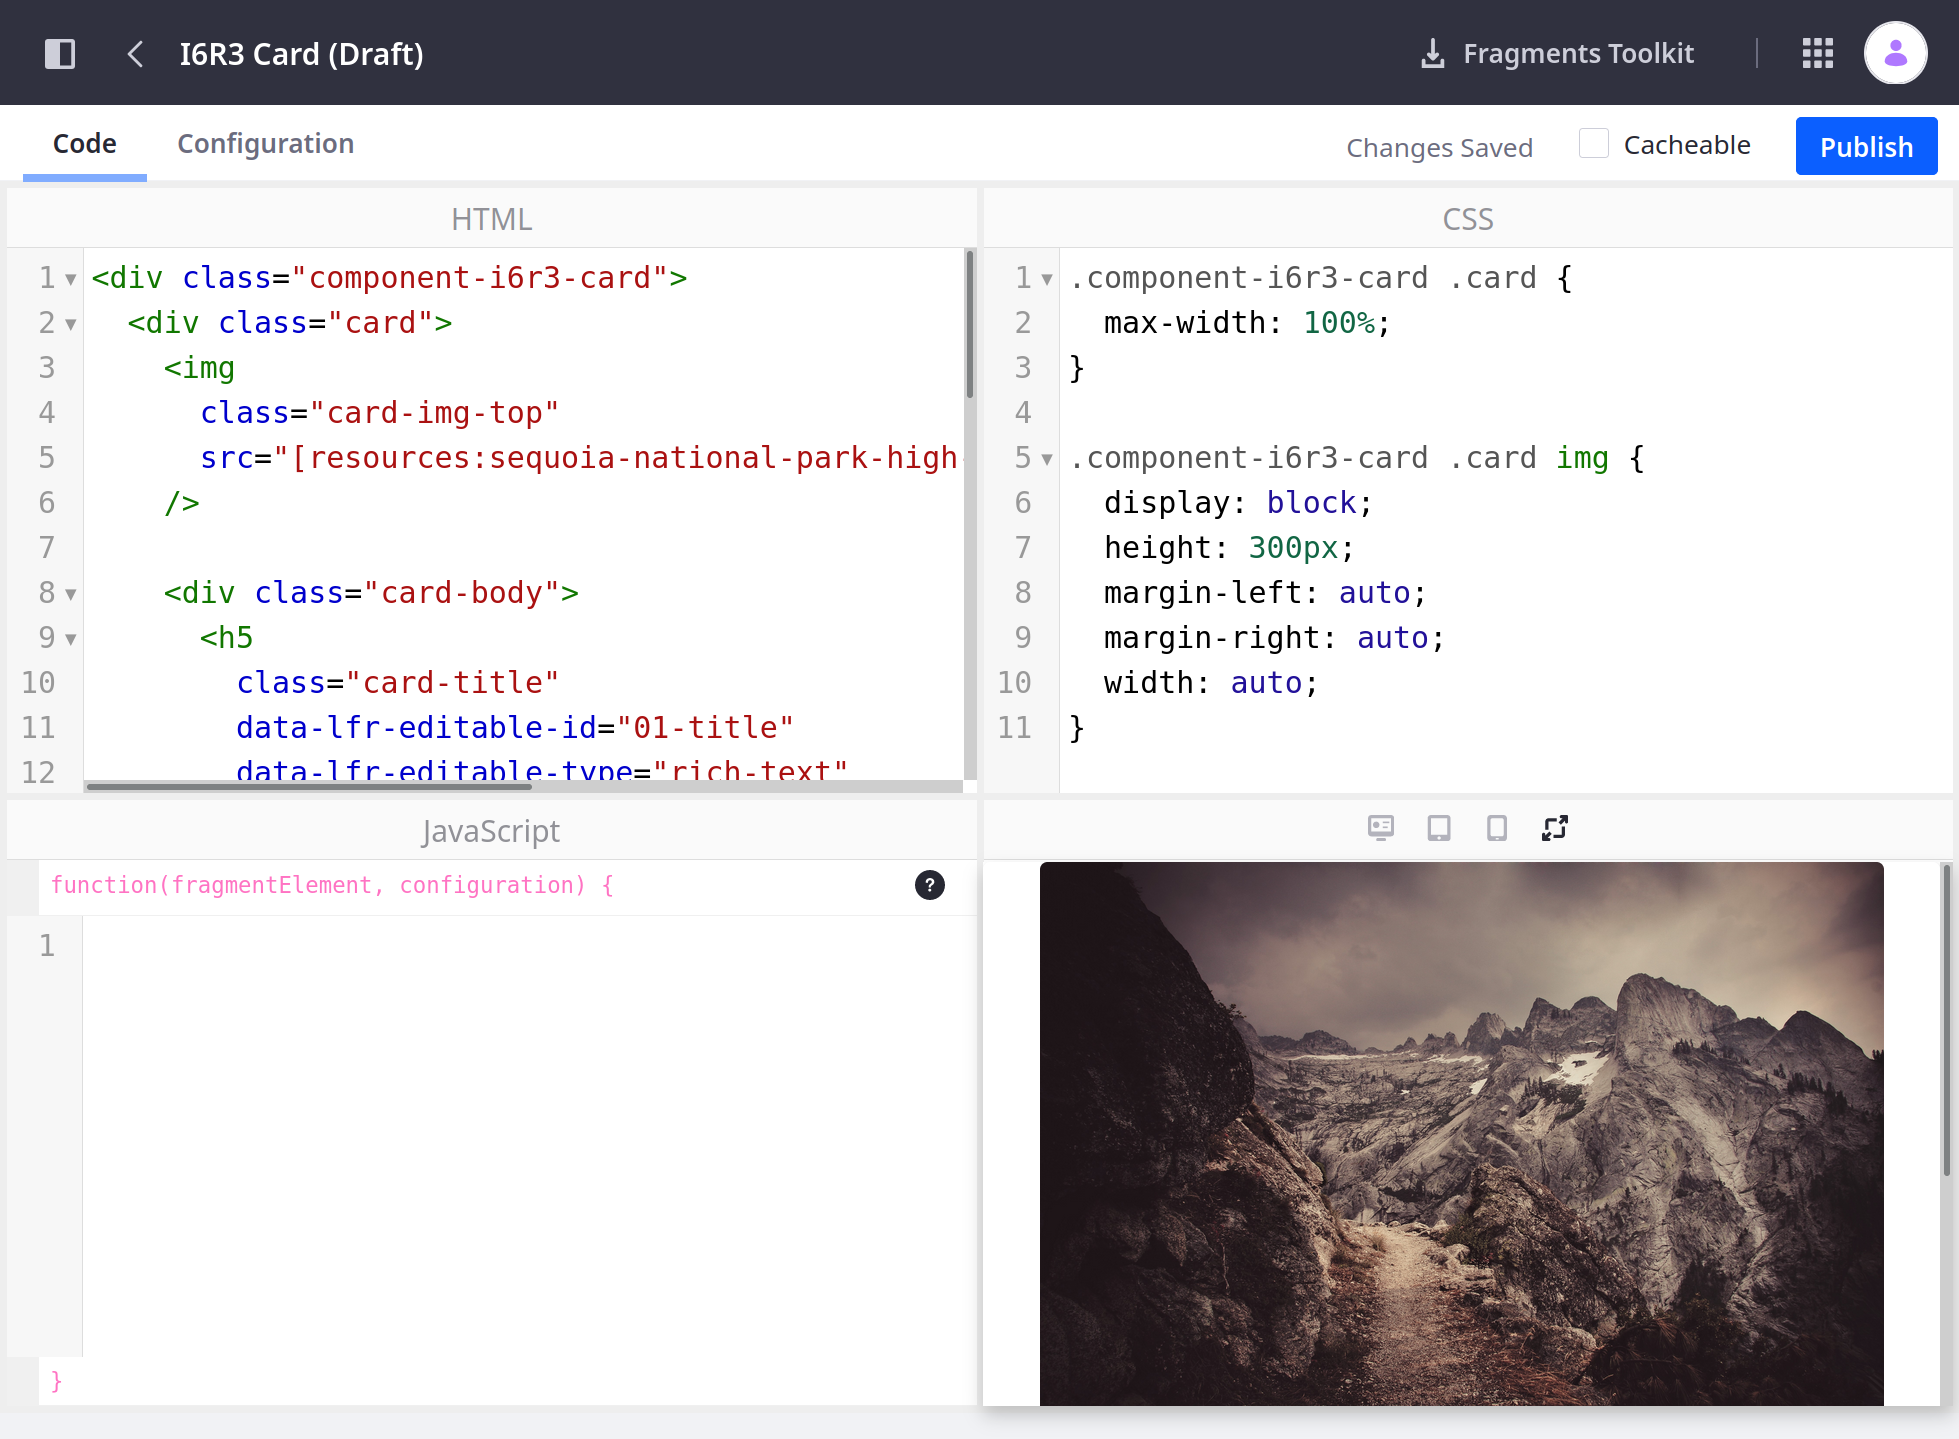 I6R3 Card (Draft)
Fragments Toolkit
Code
Configuration
Changes Saved
Cacheable
Publish
HTML
1 <div class="component-i6r3-card">
2 <div class="card">
3 <img
4 class="card-img-top"
5 src="[resources:sequoia-national-park-high-
6 />
7
8 <div class="card-body">
9 <h5
10 class="card-title"
11 data-lfr-editable-id="01-title"
12 data-lfr-editable-type="rich-text"
CSS
1 .component-i6r3-card .card {
2 max-width: 100%;
3 }
4
5 .component-i6r3-card .card img {
6 display: block;
7 height: 300px;
8 margin-left: auto;
9 margin-right: auto;
10 width: auto;
11 }
JavaScript
function(fragmentElement, configuration) {
?
1
}